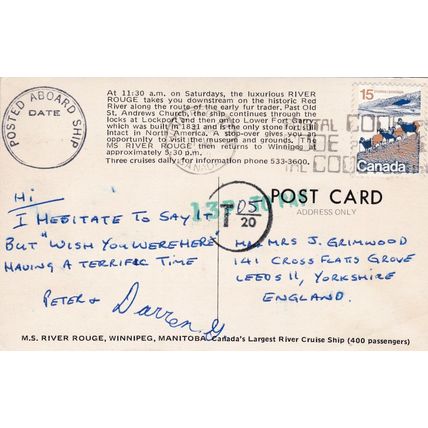 At 11:30 a.m. on Saturdays, the luxurious RIVER
ROUGE takes you downstream on the historic Red
River along the route of the early fur trader. Past Old
St. Andrews Church, the ship continues through the
locks at Lockport and then on to Lower Fort Garry
which was built in 1831 and is the only stone fort still
intact in North America. A stop-over gives you an
opportunity to visit the museum and grounds. The
MS RIVER ROUGE then returns to Winnipeg at
approximately 5:30 p.m.
Three cruises daily: for information phone 533-3600.
POSTED ABOARD SHIP
DATE
15
Canada
POSTAL CODE
CODE
POST CARD
ADDRESS ONLY
T
20
Hi
I HESITATE TO SAY IT
BUT "WISH YOU WERE HERE"
HAVING A TERRIFIC TIME
PETER &
Darren
MRS J. GRIMWOOD
141 CROSS FLATS GROVE
LEEDS 11, YORKSHIRE
ENGLAND.
M.S. RIVER ROUGE, WINNIPEG, MANITOBA Canada's Largest River Cruise Ship (400 passengers)